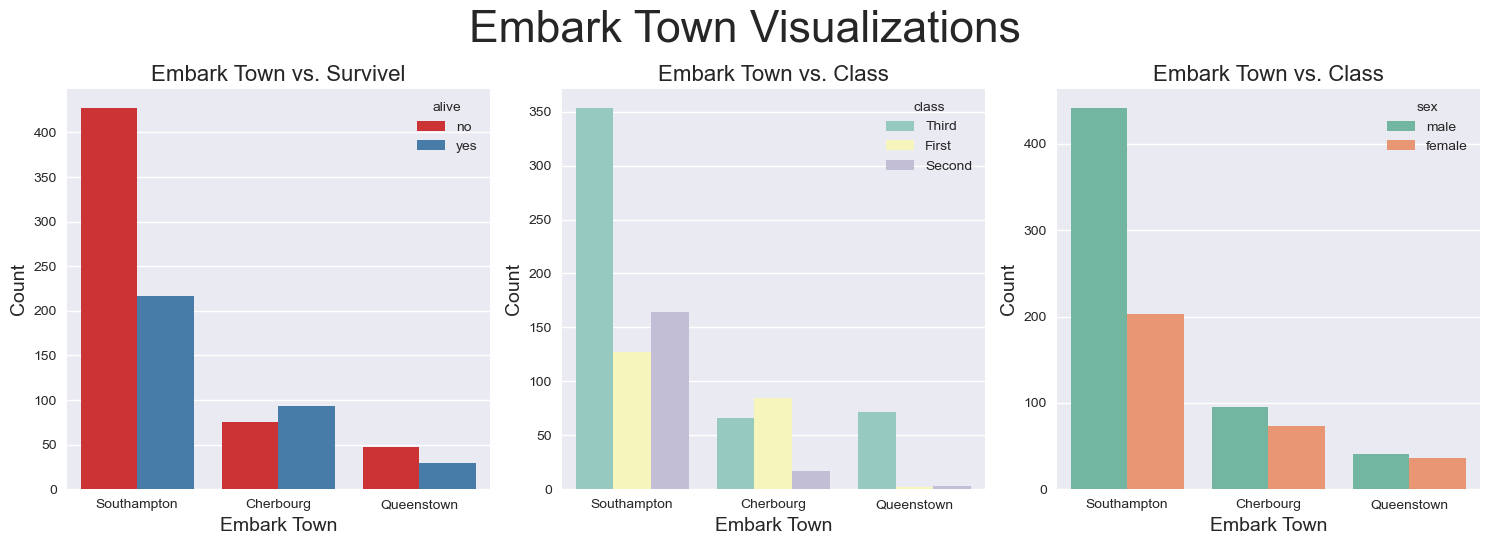 Embark Town Visualizations
Embark Town vs. Survivel
alive
no
yes
400
350
300
250
200
150
100
50
0
Count
Southampton
Cherbourg
Queenstown
Embark Town
Embark Town vs. Class
class
Third
First
Second
350
300
250
200
150
100
50
0
Count
Southampton
Cherbourg
Queenstown
Embark Town
Embark Town vs. Class
sex
male
female
400
300
200
100
0
Count
Southampton
Cherbourg
Queenstown
Embark Town